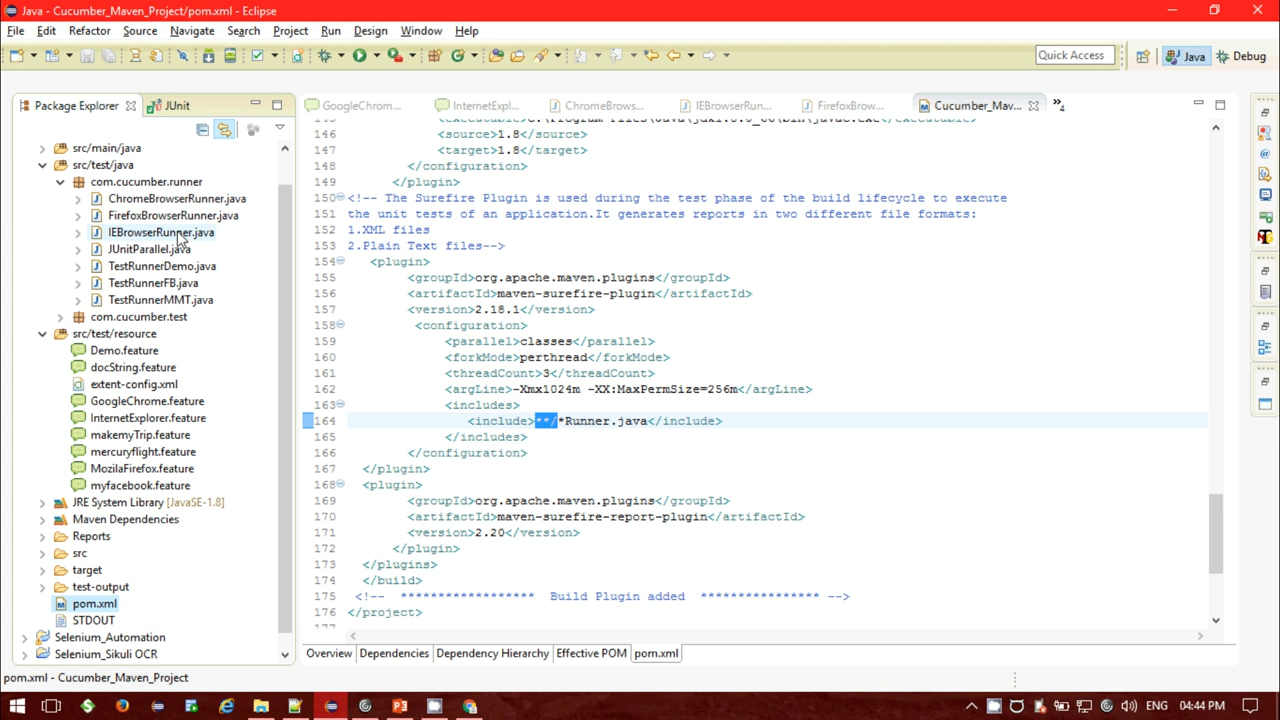 Java - Cucumber_Maven_Project/pom.xml - Eclipse
File Edit Refactor Source Navigate Search Project Run Design Window Help
Quick Access
Java
Debug
Package Explorer
JUnit
GoogleChrom...
InternetExpl...
ChromeBrows...
IEBrowserRun...
FirefoxBrow...
Cucumber_Mav...
»4
src/main/java
src/test/java
com.cucumber.runner
ChromeBrowserRunner.java
FirefoxBrowserRunner.java
IEBrowserRunner.java
JUnitParallel.java
TestRunnerDemo.java
TestRunnerFB.java
TestRunnerMMT.java
com.cucumber.test
src/test/resource
Demo.feature
docString.feature
extent-config.xml
GoogleChrome.feature
InternetExplorer.feature
makemyTrip.feature
mercuryflight.feature
MozilaFirefox.feature
myfacebook.feature
JRE System Library [JavaSE-1.8]
Maven Dependencies
Reports
src
target
test-output
pom.xml
STDOUT
Selenium_Automation
Selenium_Sikuli OCR
146 <source>1.8</source>
147 <target>1.8</target>
148 </configuration>
149 </plugin>
150 <!-- The Surefire Plugin is used during the test phase of the build lifecycle to execute
151 the unit tests of an application.It generates reports in two different file formats:
152 1.XML files
153 2.Plain Text files-->
154 <plugin>
155 <groupId>org.apache.maven.plugins</groupId>
156 <artifactId>maven-surefire-plugin</artifactId>
157 <version>2.18.1</version>
158 <configuration>
159 <parallel>classes</parallel>
160 <forkMode>perthread</forkMode>
161 <threadCount>3</threadCount>
162 <argLine>-Xmx1024m -XX:MaxPermSize=256m</argLine>
163 <includes>
164 <include>**/*Runner.java</include>
165 </includes>
166 </configuration>
167 </plugin>
168 <plugin>
169 <groupId>org.apache.maven.plugins</groupId>
170 <artifactId>maven-surefire-report-plugin</artifactId>
171 <version>2.20</version>
172 </plugin>
173 </plugins>
174 </build>
175 <!-- ****************** Build Plugin added **************** -->
176 </project>
177
Overview Dependencies Dependency Hierarchy Effective POM pom.xml
pom.xml - Cucumber_Maven_Project
ENG 04:44 PM